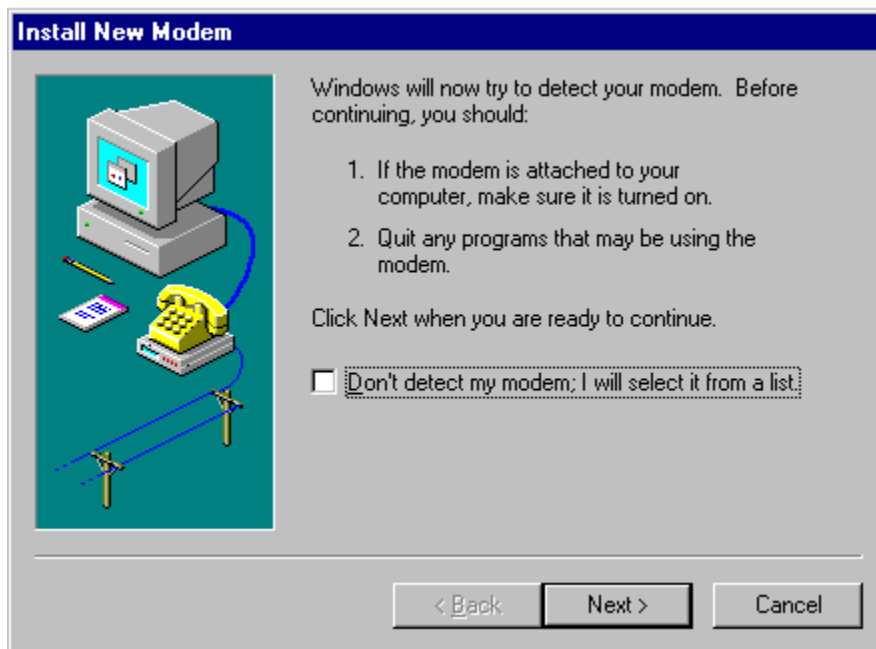 Install New Modem
Windows will now try to detect your modem. Before
continuing, you should:
1. If the modem is attached to your
computer, make sure it is turned on.
2. Quit any programs that may be using the
modem.
Click Next when you are ready to continue.
Don't detect my modem; I will select it from a list.
< Back Next > Cancel